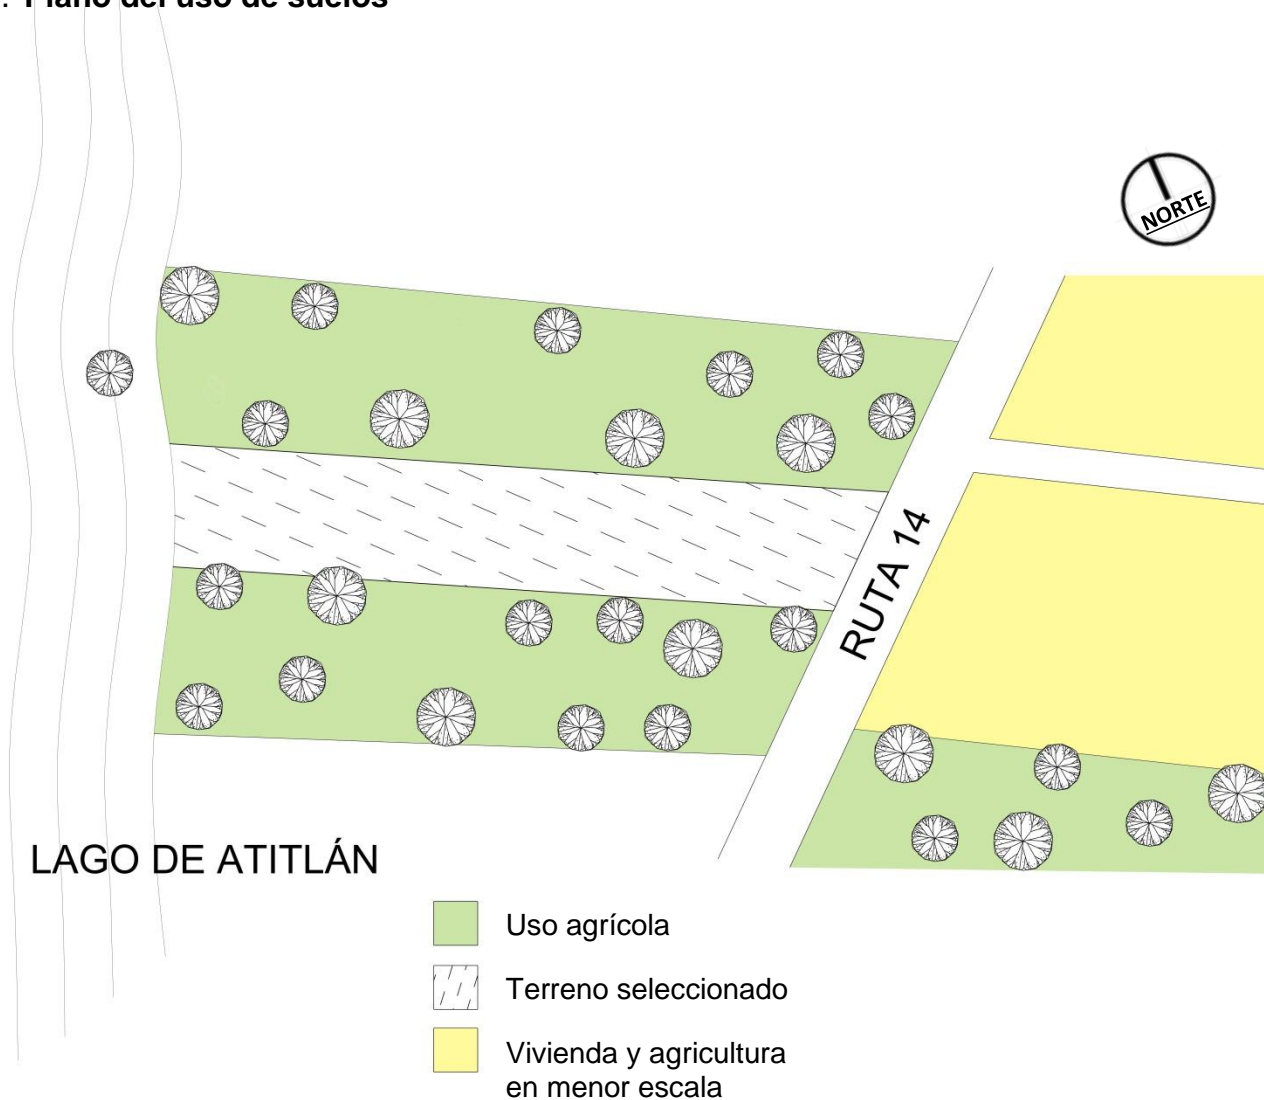 . Plano del uso de suelos
NORTE
RUTA 14
LAGO DE ATITLÁN
Uso agrícola
Terreno seleccionado
Vivienda y agricultura
en menor escala